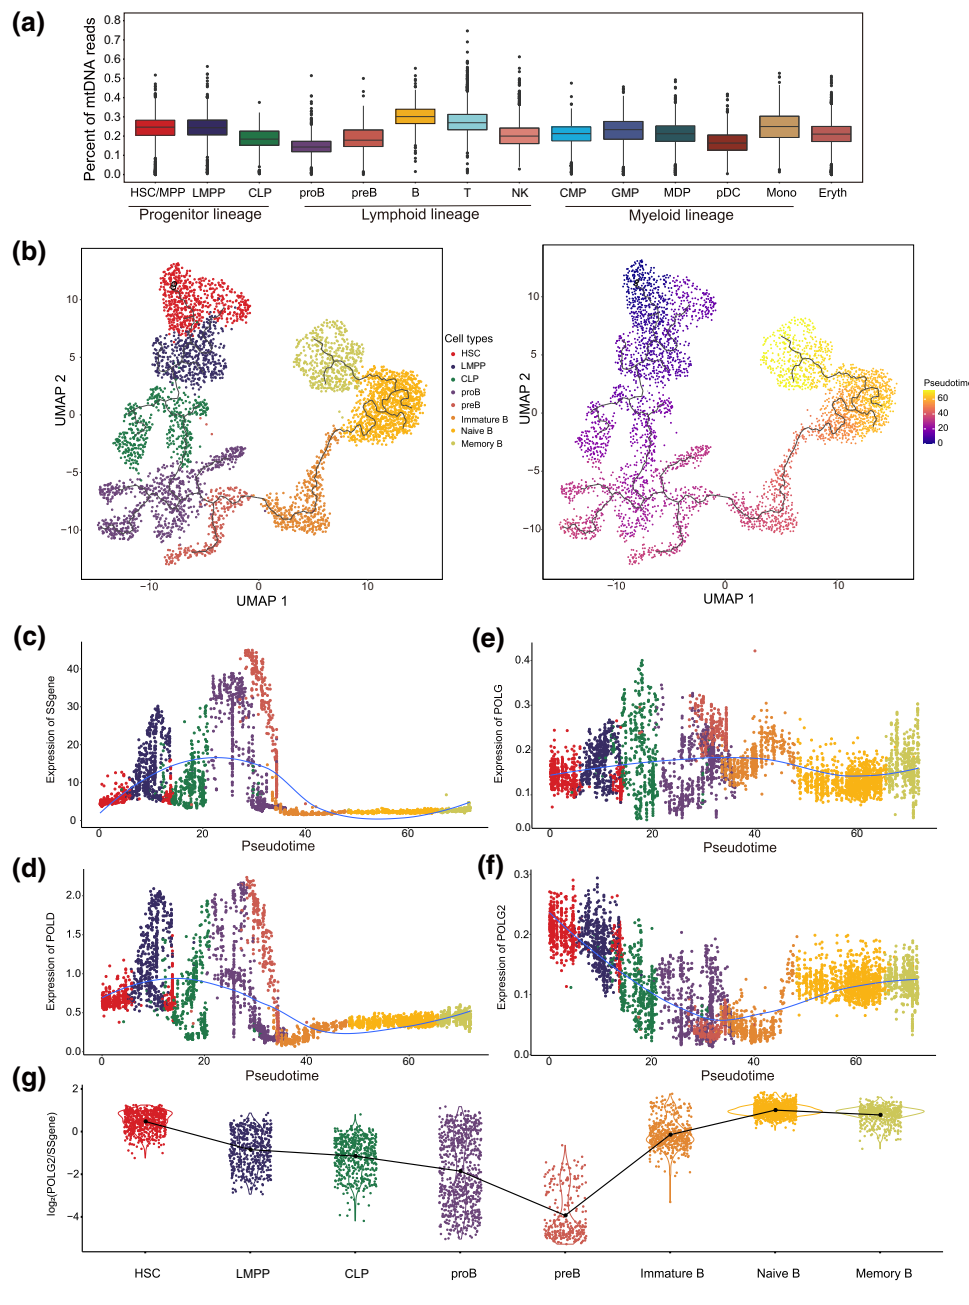 (a)
Percent of mtDNA reads
0.8
0.7
0.6
0.5
0.4
0.3
0.2
0.1
0.0
HSC/MPP LMPP CLP proB preB B T NK CMP GMP MDP pDC Mono Eryth
Progenitor lineage Lymphoid lineage Myeloid lineage
(b)
UMAP 2
10
5
0
−5
−10
−10 0 10
UMAP 1
Cell types
HSC
LMPP
CLP
proB
preB
Immature B
Naive B
Memory B
UMAP 2
10
5
0
−5
−10
−10 0 10
UMAP 1
Pseudotime
60
40
20
0
(c)
Expression of SSgene
40
30
20
10
0
0 20 40 60
Pseudotime
(e)
Expression of POLG
0.4
0.3
0.2
0.1
0.0
0 20 40 60
Pseudotime
(d)
Expression of POLD
2.0
1.5
1.0
0.5
0.0
0 20 40 60
Pseudotime
(f)
Expression of POLG2
0.3
0.2
0.1
0.0
0 20 40 60
Pseudotime
(g)
log₂(POLG2/SSgene)
2
0
−2
−4
HSC LMPP CLP proB preB Immature B Naive B Memory B